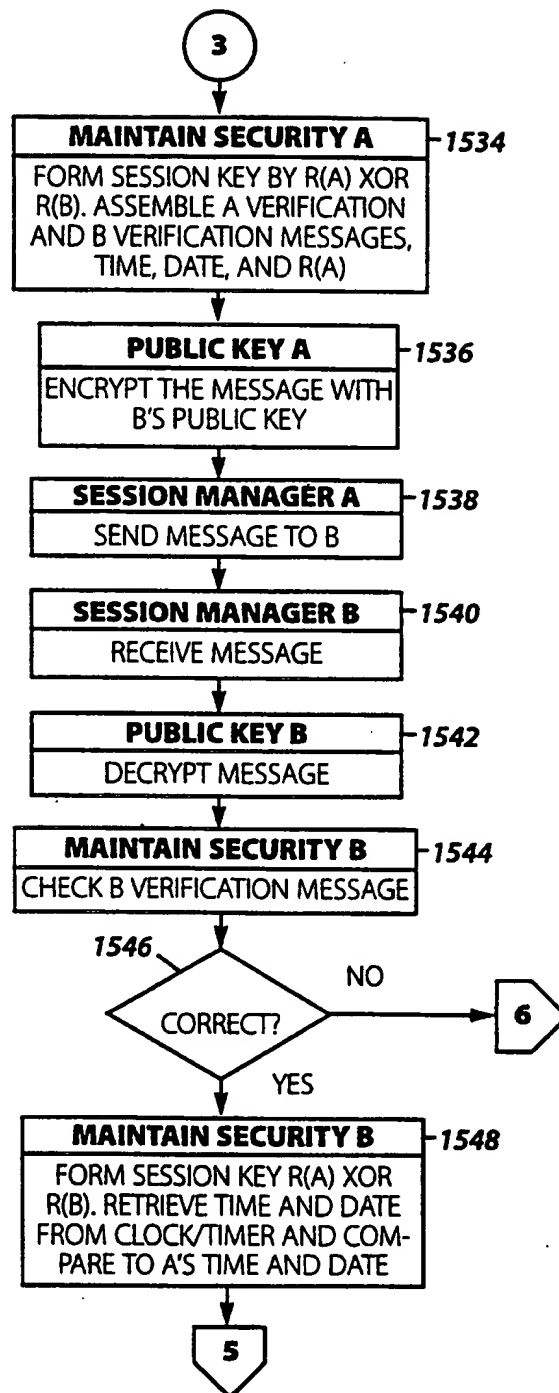 3
MAINTAIN SECURITY A
1534
FORM SESSION KEY BY R(A) XOR
R(B). ASSEMBLE A VERIFICATION
AND B VERIFICATION MESSAGES,
TIME, DATE, AND R(A)
PUBLIC KEY A
1536
ENCRYPT THE MESSAGE WITH
B'S PUBLIC KEY
SESSION MANAGER A
1538
SEND MESSAGE TO B
SESSION MANAGER B
1540
RECEIVE MESSAGE
PUBLIC KEY B
1542
DECRYPT MESSAGE
MAINTAIN SECURITY B
1544
CHECK B VERIFICATION MESSAGE
1546
NO
CORRECT?
6
YES
MAINTAIN SECURITY B
1548
FORM SESSION KEY R(A) XOR
R(B). RETRIEVE TIME AND DATE
FROM CLOCK/TIMER AND COM-
PARE TO A'S TIME AND DATE
5